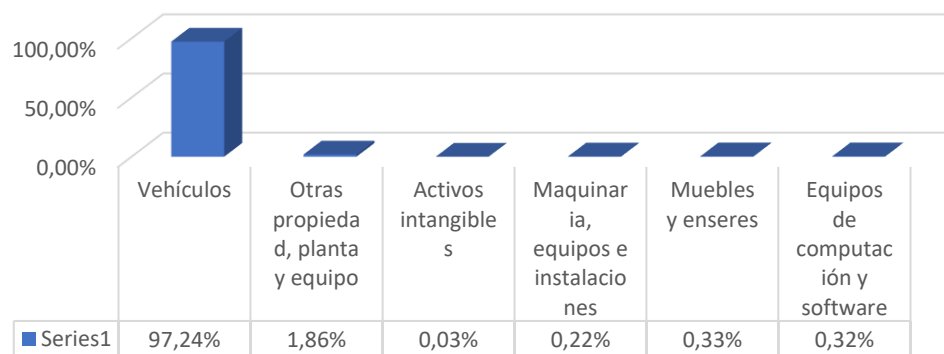 100,00%
50,00%
0,00%
Vehículos
Otras
propieda
d, planta
y equipo
Activos
intangible
s
Maquinar
ia,
equipos e
instalacio
nes
Muebles
y enseres
Equipos
de
computac
ión y
software
Series1 97,24% 1,86% 0,03% 0,22% 0,33% 0,32%